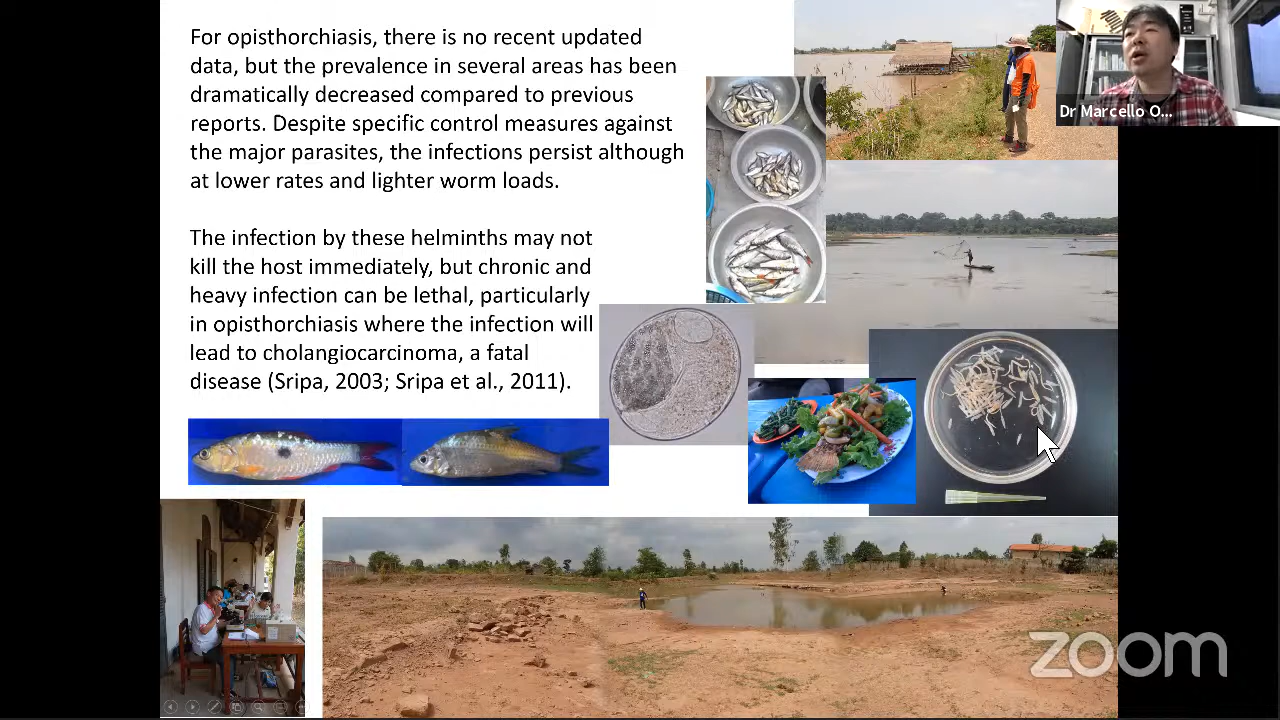 For opisthorchiasis, there is no recent updated
data, but the prevalence in several areas has been
dramatically decreased compared to previous
reports. Despite specific control measures against
the major parasites, the infections persist although
at lower rates and lighter worm loads.
The infection by these helminths may not
kill the host immediately, but chronic and
heavy infection can be lethal, particularly
in opisthorchiasis where the infection will
lead to cholangiocarcinoma, a fatal
disease (Sripa, 2003; Sripa et al., 2011).
Dr Marcello O...
zoom